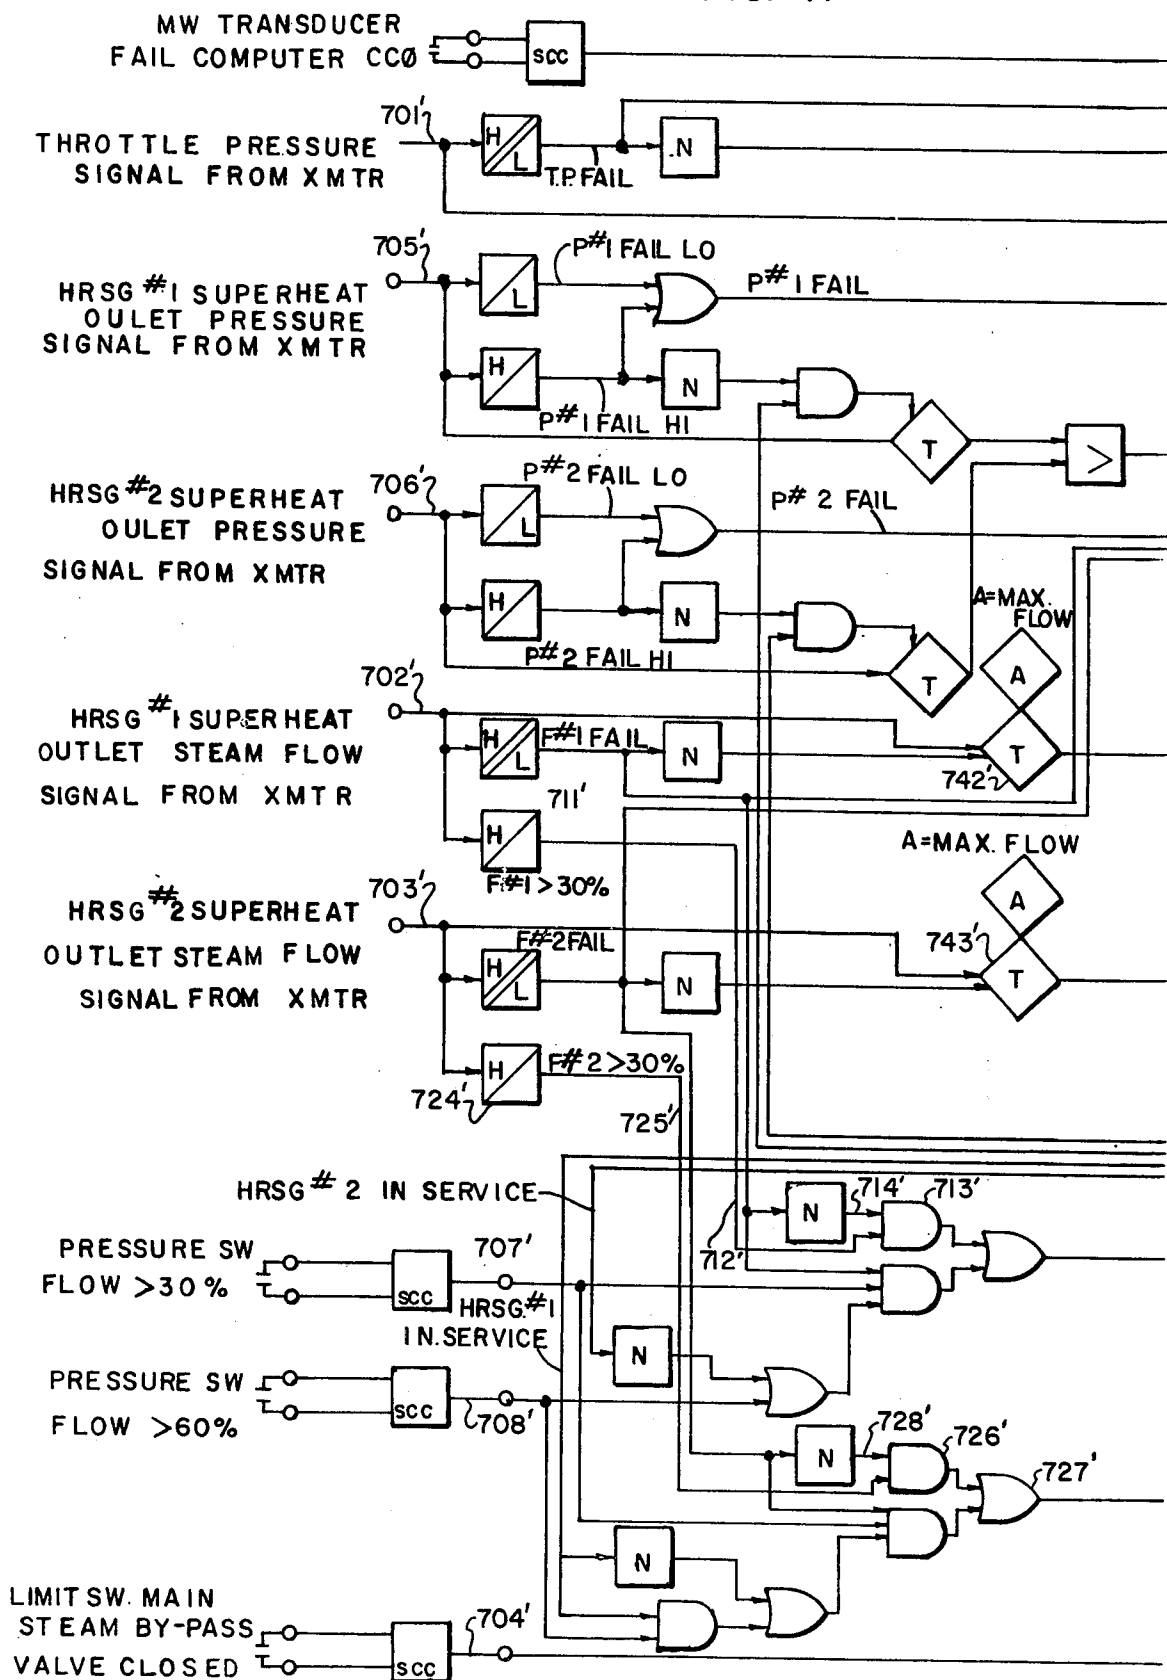 MW TRANSDUCER
FAIL COMPUTER CCØ
SCC
701'
THROTTLE PRESSURE
SIGNAL FROM XMTR
H
L
T.P. FAIL
N
705'
P#1 FAIL LO
HRSG #1 SUPERHEAT
OULET PRESSURE
SIGNAL FROM XMTR
L
P#1 FAIL
H
N
P#1 FAIL HI
T
>
706'
P#2 FAIL LO
HRSG #2 SUPERHEAT
OULET PRESSURE
SIGNAL FROM XMTR
L
P# 2 FAIL
H
N
P#2 FAIL HI
T
A=MAX.
FLOW
A
702'
HRSG #1 SUPERHEAT
OUTLET STEAM FLOW
SIGNAL FROM XMTR
H
L
F#1 FAIL
N
T
742'
711'
H
F#1 > 30%
A=MAX. FLOW
A
703'
HRSG #2 SUPERHEAT
OUTLET STEAM FLOW
SIGNAL FROM XMTR
F#2 FAIL
H
L
N
743'
T
H
F# 2 >30%
724'
725'
HRSG # 2 IN SERVICE
N
714'
713'
712'
PRESSURE SW
FLOW >30%
SCC
707'
HRSG.#1
IN.SERVICE
N
PRESSURE SW
FLOW >60%
SCC
708'
N
728'
726'
727'
N
LIMIT SW. MAIN
STEAM BY-PASS
VALVE CLOSED
SCC
704'